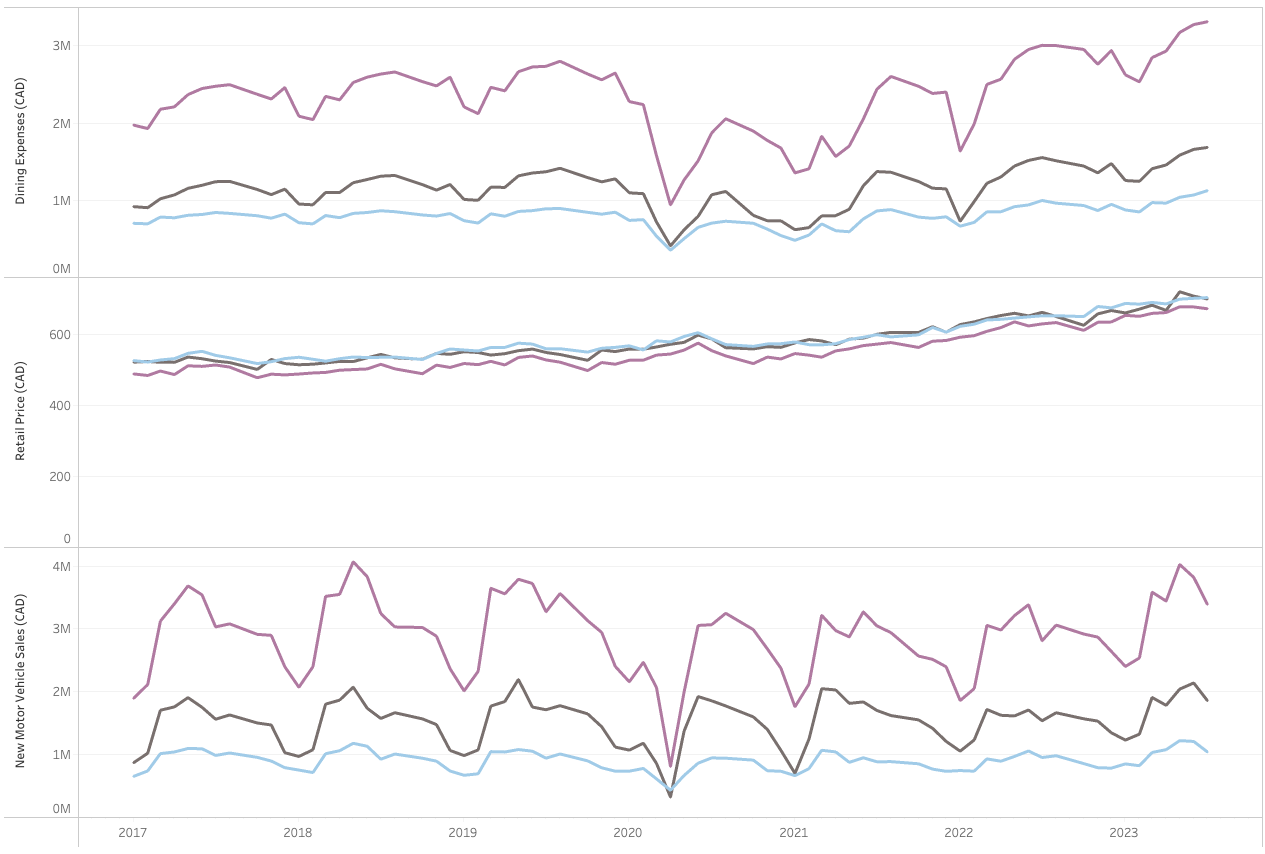 Dining Expenses (CAD)
3M
2M
1M
0M
Retail Price (CAD)
600
400
200
0
New Motor Vehicle Sales (CAD)
4M
3M
2M
1M
0M
2017 2018 2019 2020 2021 2022 2023